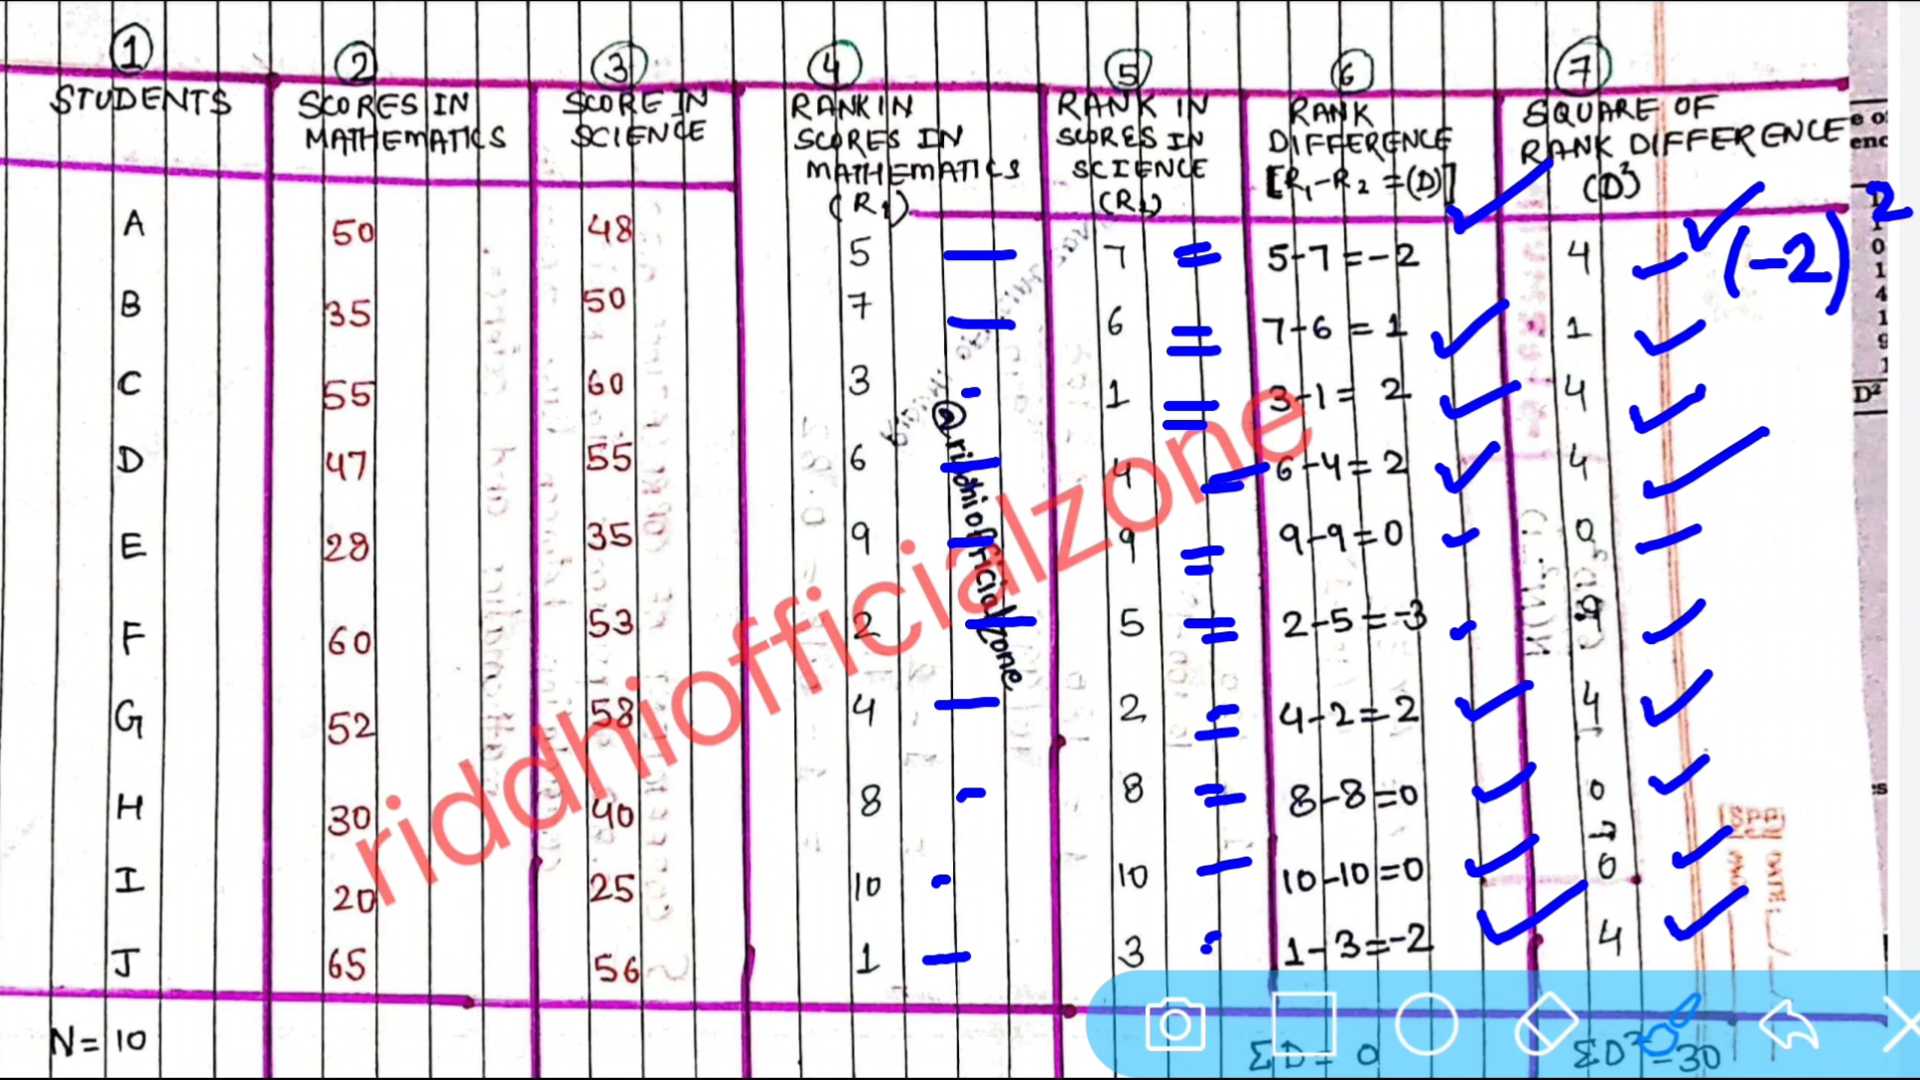 1 2 3 4 5 6 7
STUDENTS SCORES IN MATHEMATICS SCORE IN SCIENCE RANK IN SCORES IN MATHEMATICS (R1) RANK IN SCORES IN SCIENCE (R2) RANK DIFFERENCE [R1-R2 =(D)] SQUARE OF RANK DIFFERENCE (D²)
A 50 48 5 7 5-7=-2 4 (-2)²
B 35 50 7 6 7-6 = 1 1
C 55 60 3 1 3-1= 2 4
D 47 55 6 4 6-4= 2 4
E 28 35 9 9 9-9=0 0
F 60 53 2 5 2-5=-3 9
G 52 58 4 2 4-2=2 4
H 30 40 8 8 8-8=0 0
I 20 25 10 10 10-10=0 0
J 65 56 1 3 1-3=-2 4
N= 10 ΣD= 0 ΣD²=30
@riddhiofficialzone
riddhiofficialzone
D²